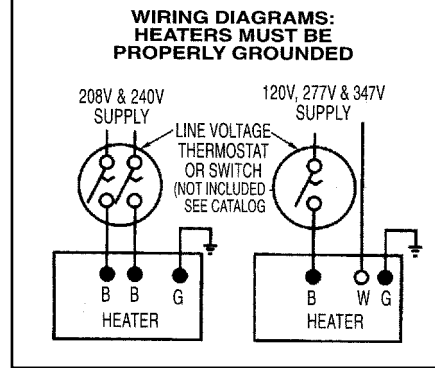 WIRING DIAGRAMS:
HEATERS MUST BE
PROPERLY GROUNDED
208V & 240V
SUPPLY
120V, 277V & 347V
SUPPLY
LINE VOLTAGE
THERMOSTAT
OR SWITCH
(NOT INCLUDED -
SEE CATALOG
B B G
HEATER
B W G
HEATER